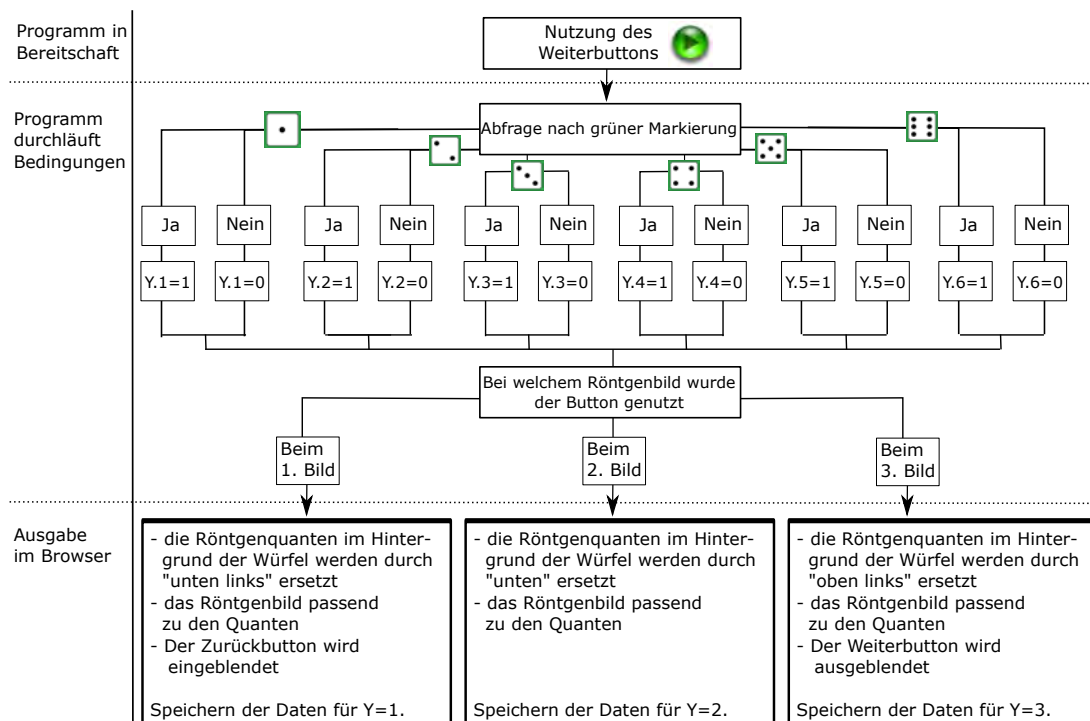 Programm in
Bereitschaft
Nutzung des
Weiterbuttons
Programm
durchläuft
Bedingungen
Abfrage nach grüner Markierung
Ja
Nein
Ja
Nein
Ja
Nein
Ja
Nein
Ja
Nein
Ja
Nein
Y.1=1
Y.1=0
Y.2=1
Y.2=0
Y.3=1
Y.3=0
Y.4=1
Y.4=0
Y.5=1
Y.5=0
Y.6=1
Y.6=0
Bei welchem Röntgenbild wurde
der Button genutzt
Beim
1. Bild
Beim
2. Bild
Beim
3. Bild
Ausgabe
im Browser
- die Röntgenquanten im Hinter-
grund der Würfel werden durch
"unten links" ersetzt
- das Röntgenbild passend
zu den Quanten
- Der Zurückbutton wird
eingeblendet
Speichern der Daten für Y=1.
- die Röntgenquanten im Hinter-
grund der Würfel werden durch
"unten" ersetzt
- das Röntgenbild passend
zu den Quanten
Speichern der Daten für Y=2.
- die Röntgenquanten im Hinter-
grund der Würfel werden durch
"oben links" ersetzt
- das Röntgenbild passend
zu den Quanten
- Der Weiterbutton wird
ausgeblendet
Speichern der Daten für Y=3.